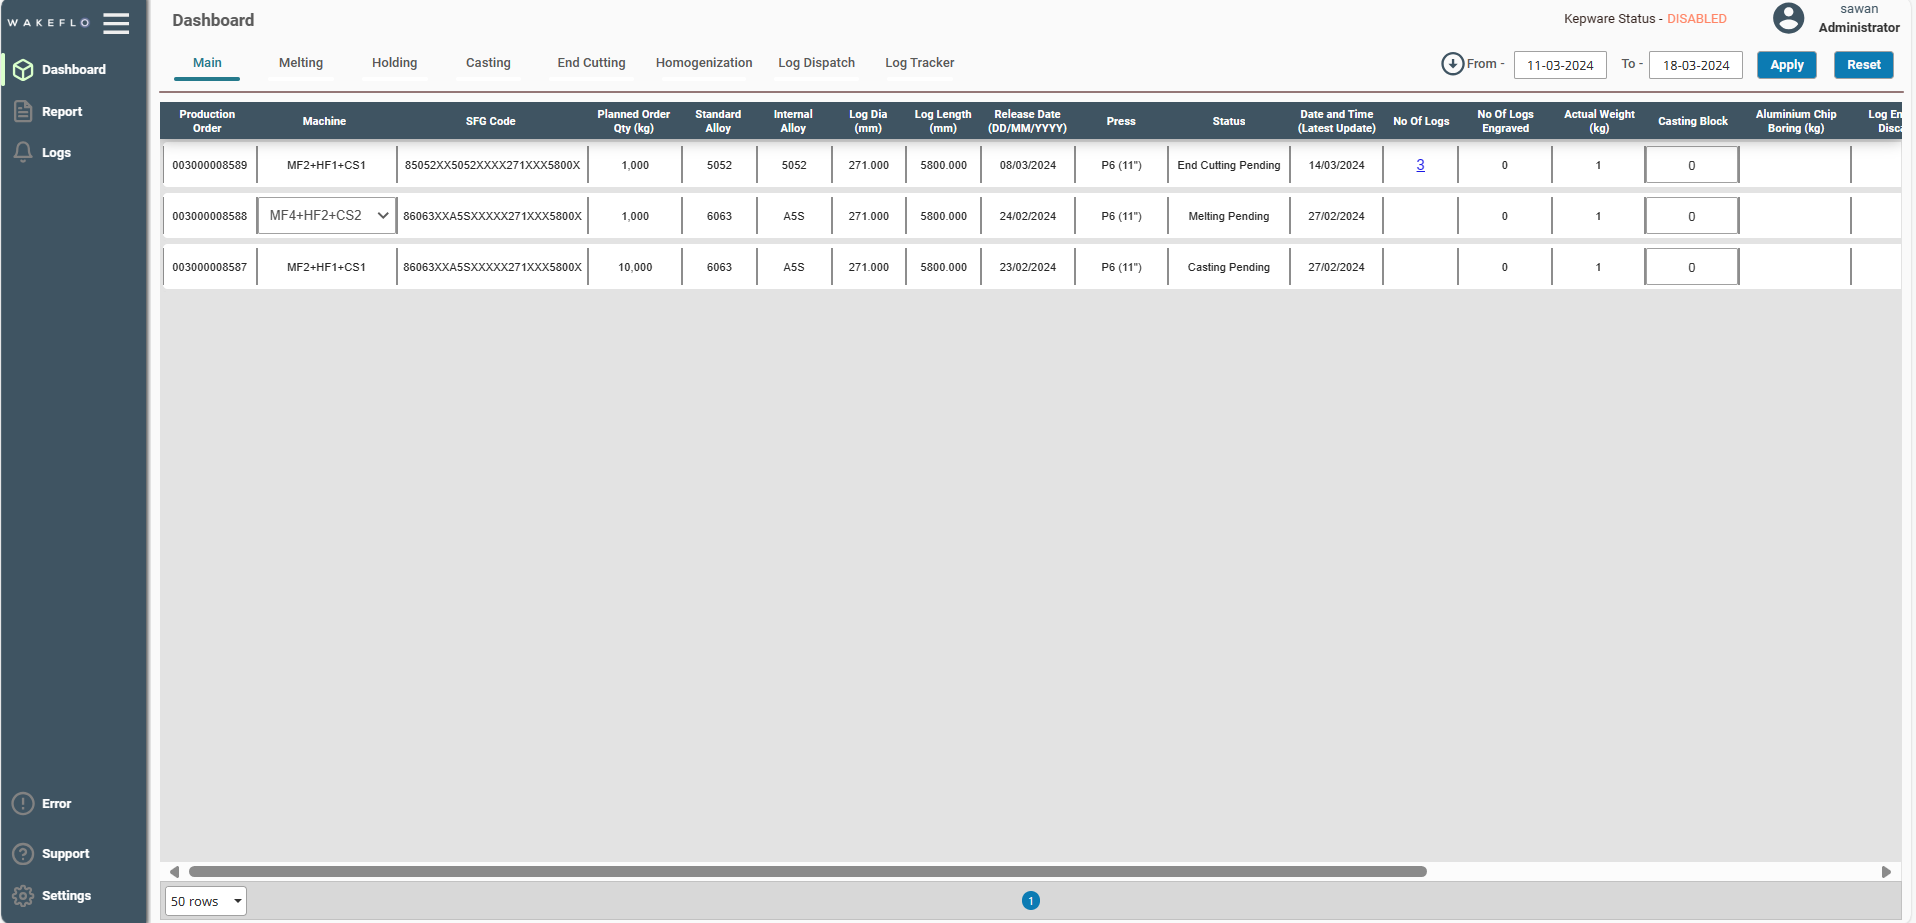 WAKEFLO
Dashboard
Report
Logs
Error
Support
Settings
Dashboard
Kepware Status - DISABLED
sawan
Administrator
Main Melting Holding Casting End Cutting Homogenization Log Dispatch Log Tracker
From - 11-03-2024 To - 18-03-2024 Apply Reset
Production Order Machine SFG Code Planned Order Qty (kg) Standard Alloy Internal Alloy Log Dia (mm) Log Length (mm) Release Date (DD/MM/YYYY) Press Status Date and Time (Latest Update) No Of Logs No Of Logs Engraved Actual Weight (kg) Casting Block Aluminium Chip Boring (kg) Log En Disca
003000008589 MF2+HF1+CS1 85052XX5052XXXX271XXX5800X 1,000 5052 5052 271.000 5800.000 08/03/2024 P6 (11") End Cutting Pending 14/03/2024 3 0 1 0
003000008588 MF4+HF2+CS2 86063XXA5SXXXXX271XXX5800X 1,000 6063 A5S 271.000 5800.000 24/02/2024 P6 (11") Melting Pending 27/02/2024 0 1 0
003000008587 MF2+HF1+CS1 86063XXA5SXXXXX271XXX5800X 10,000 6063 A5S 271.000 5800.000 23/02/2024 P6 (11") Casting Pending 27/02/2024 0 1 0
50 rows
1